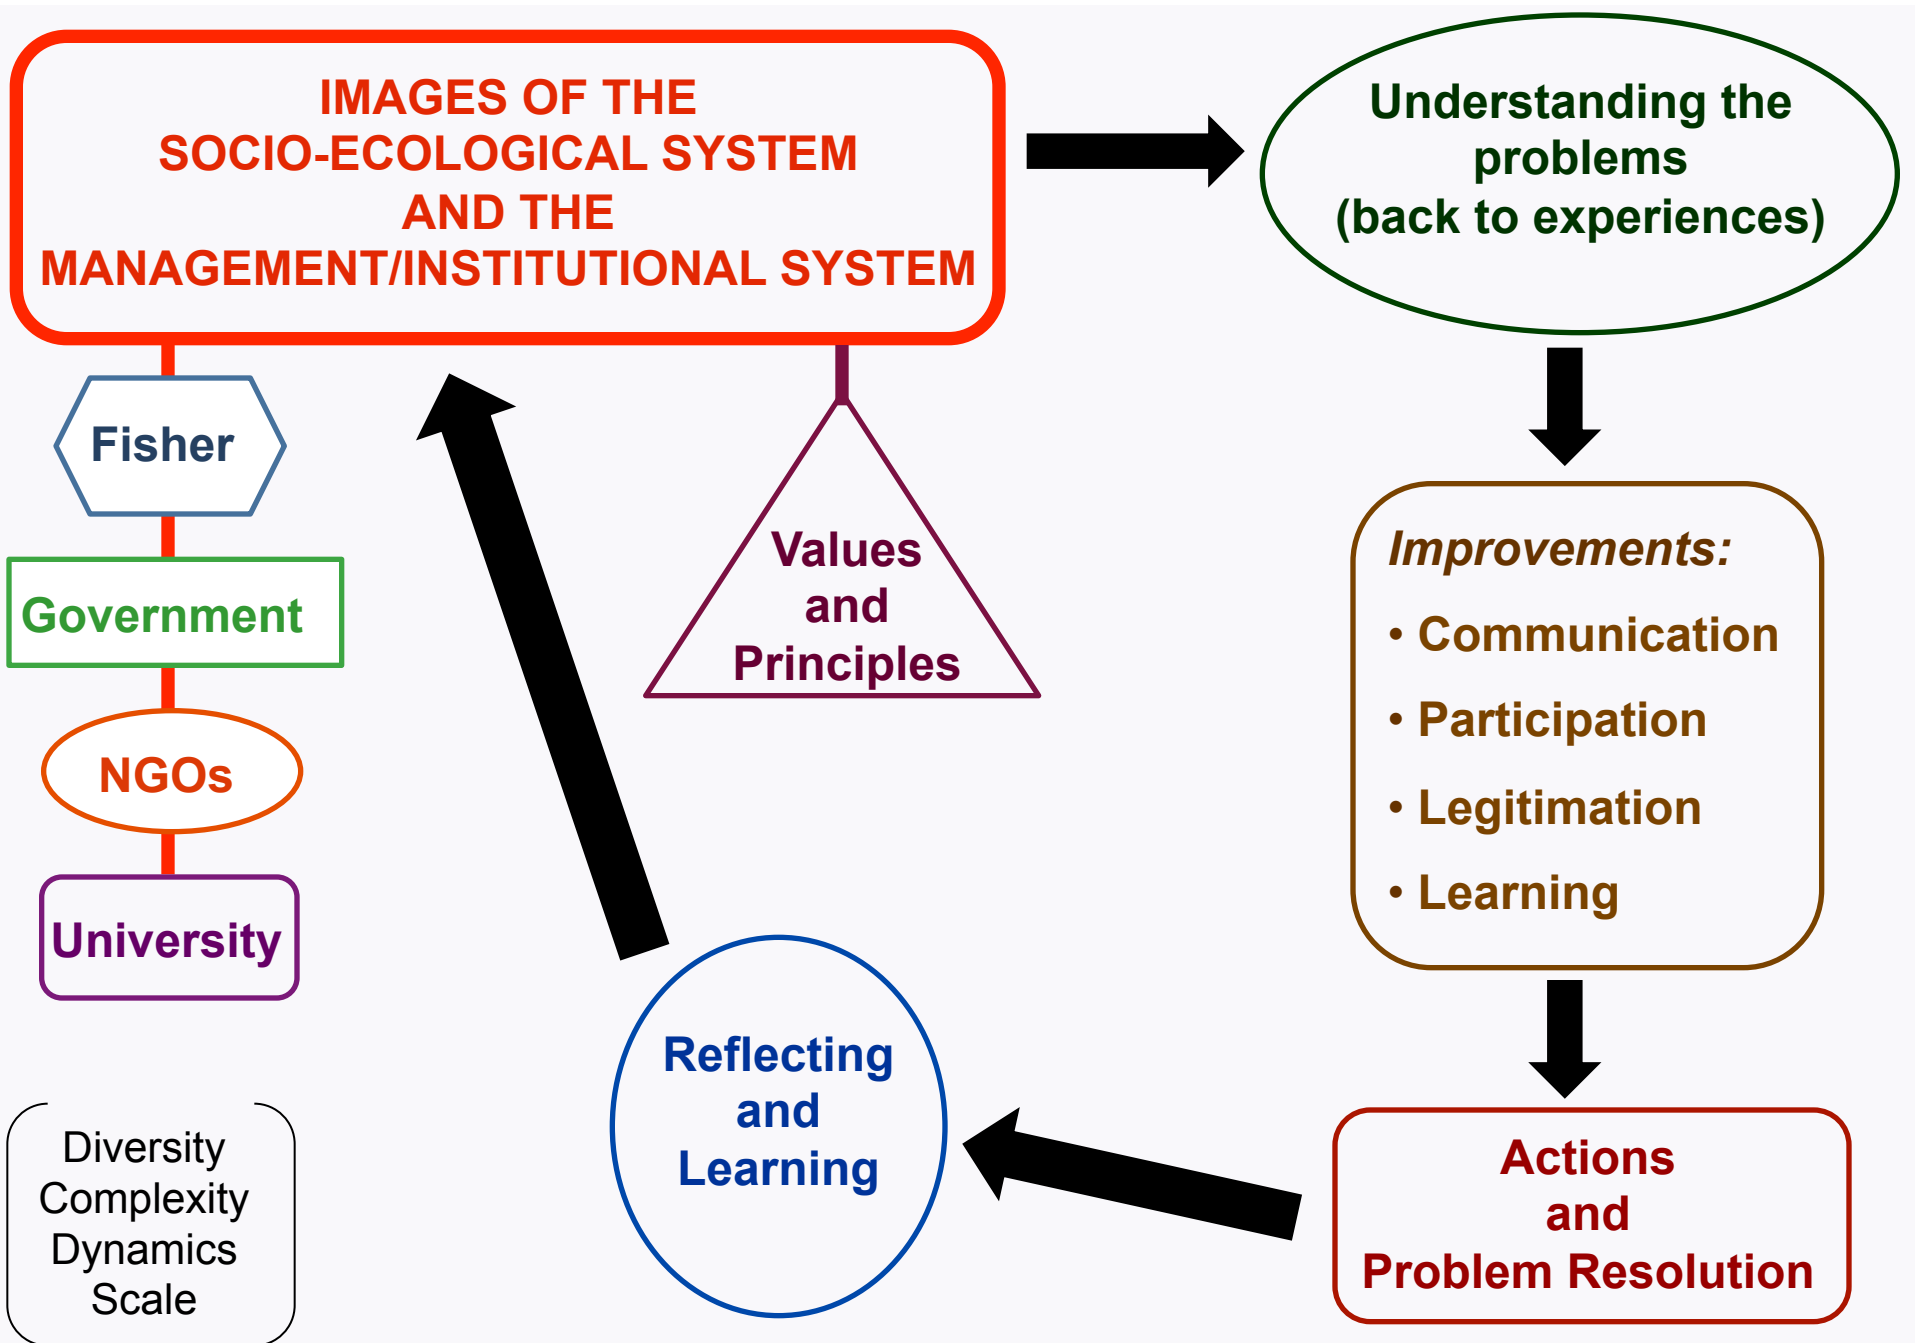 IMAGES OF THE
SOCIO-ECOLOGICAL SYSTEM
AND THE
MANAGEMENT/INSTITUTIONAL SYSTEM
Understanding the
problems
(back to experiences)
Fisher
Government
NGOs
University
Values
and
Principles
Improvements:
• Communication
• Participation
• Legitimation
• Learning
Actions
and
Problem Resolution
Reflecting
and
Learning
Diversity
Complexity
Dynamics
Scale